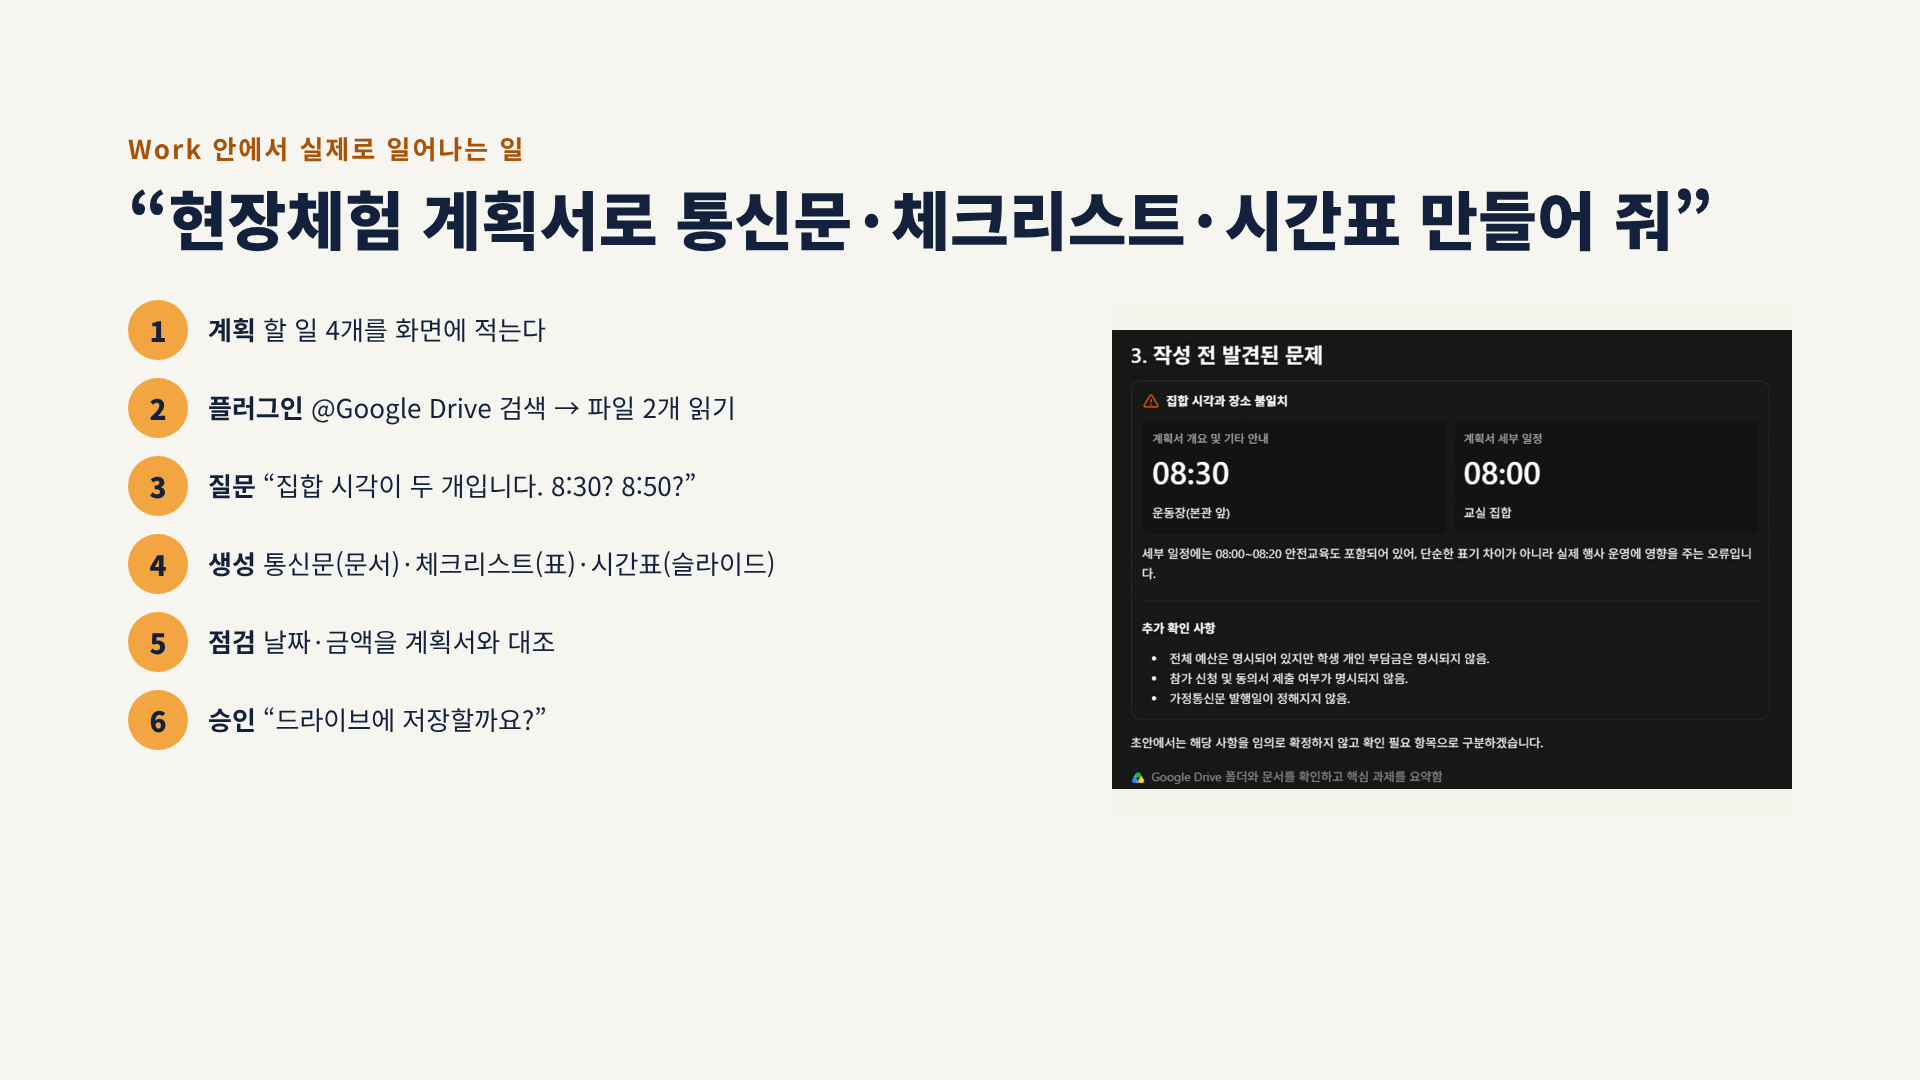 Work 안에서 실제로 일어나는 일
“현장체험 계획서로 통신문·체크리스트·시간표 만들어 줘”
1 계획 할 일 4개를 화면에 적는다
2 플러그인 @Google Drive 검색 → 파일 2개 읽기
3 질문 “집합 시각이 두 개입니다. 8:30? 8:50?”
4 생성 통신문(문서)·체크리스트(표)·시간표(슬라이드)
5 점검 날짜·금액을 계획서와 대조
6 승인 “드라이브에 저장할까요?”
3. 작성 전 발견된 문제
집합 시각과 장소 불일치
계획서 개요 및 기타 안내
08:30
운동장(본관 앞)
계획서 세부 일정
08:00
교실 집합
세부 일정에는 08:00~08:20 안전교육도 포함되어 있어, 단순한 표기 차이가 아니라 실제 행사 운영에 영향을 주는 오류입니
다.
추가 확인 사항
• 전체 예산은 명시되어 있지만 학생 개인 부담금은 명시되지 않음.
• 참가 신청 및 동의서 제출 여부가 명시되지 않음.
• 가정통신문 발행일이 정해지지 않음.
초안에서는 해당 사항을 임의로 확정하지 않고 확인 필요 항목으로 구분하겠습니다.
Google Drive 폴더와 문서를 확인하고 핵심 과제를 요약함